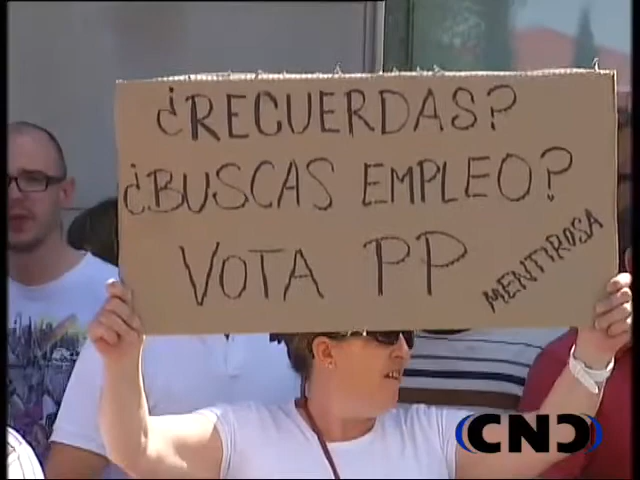 ¿RECUERDAS?
¿BUSCAS EMPLEO?
VOTA PP
MENTIROSA
CNC